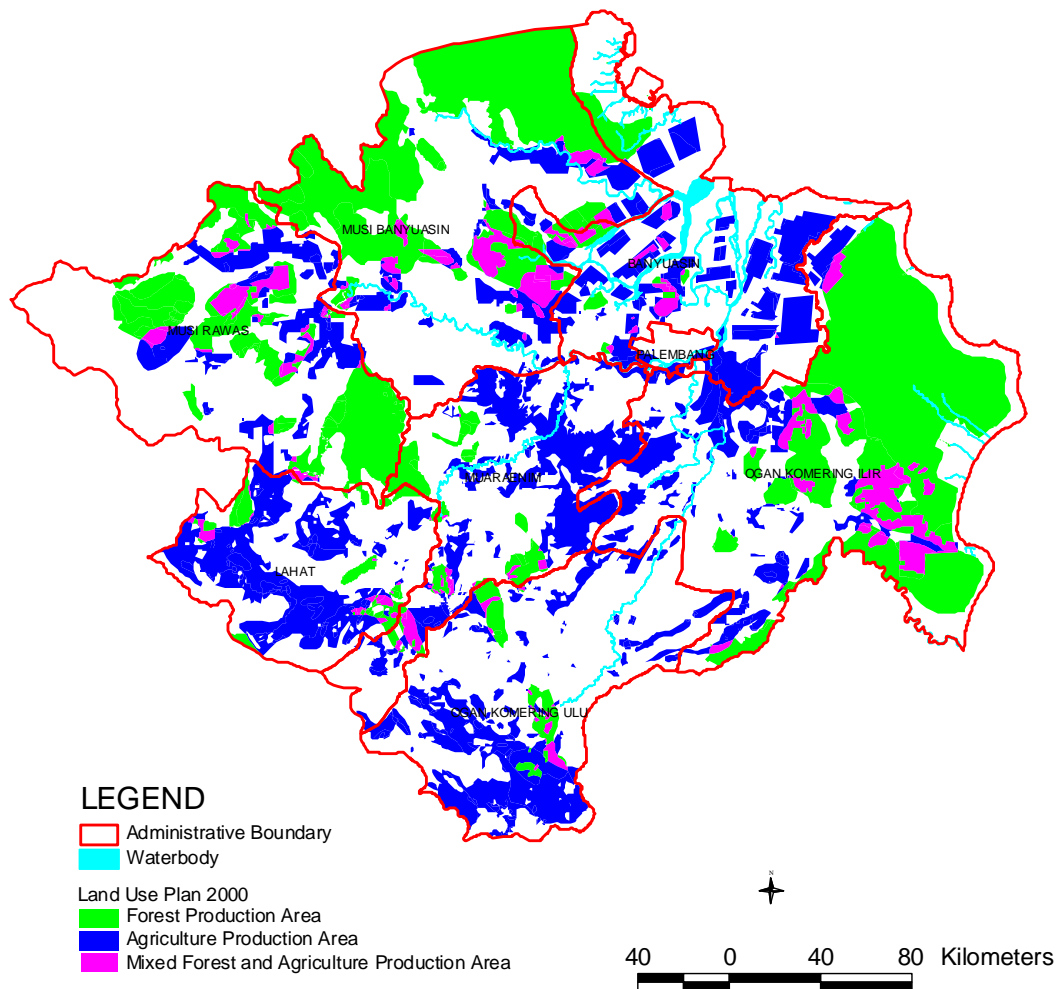 MUSI BANYUASIN
BANYUASIN
MUSI RAWAS
PALEMBANG
MUARAENIM
OGAN KOMERING ILIR
LAHAT
OGAN KOMERING ULU
LEGEND
Administrative Boundary
Waterbody
Land Use Plan 2000
Forest Production Area
Agriculture Production Area
Mixed Forest and Agriculture Production Area
N
40 0 40 80 Kilometers